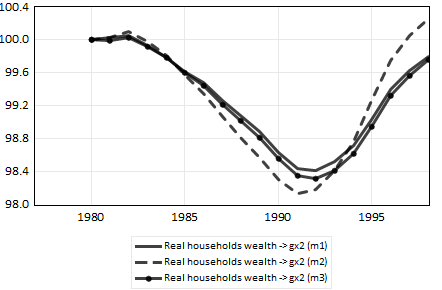 100.4
100.0
99.6
99.2
98.8
98.4
98.0
1980 1985 1990 1995
Real households wealth -> gx2 (m1)
Real households wealth -> gx2 (m2)
Real households wealth -> gx2 (m3)